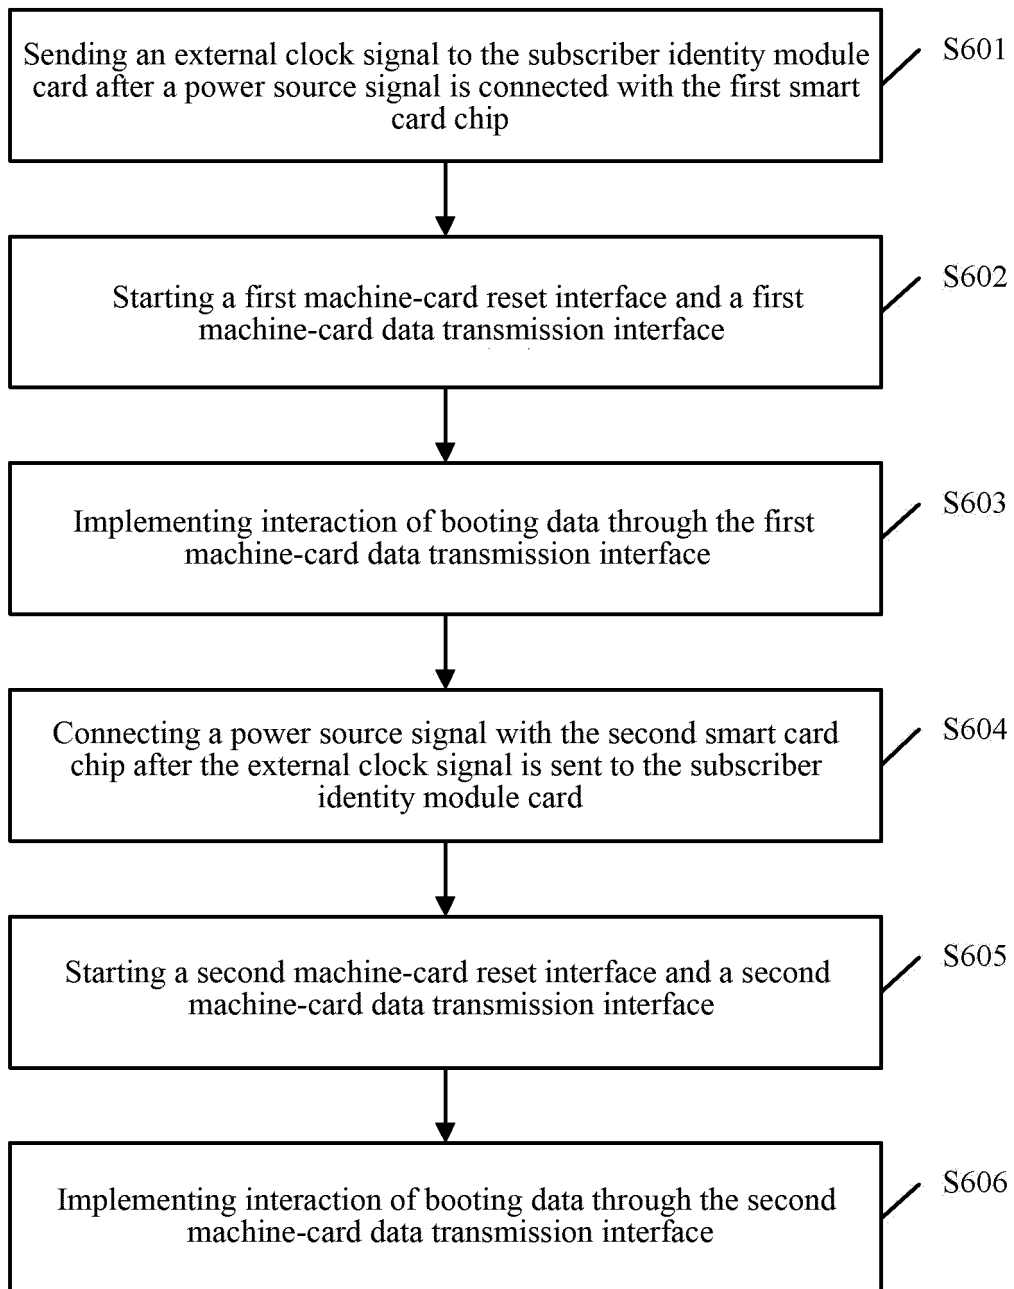 Sending an external clock signal to the subscriber identity module
card after a power source signal is connected with the first smart
card chip
S601
Starting a first machine-card reset interface and a first
machine-card data transmission interface
S602
Implementing interaction of booting data through the first
machine-card data transmission interface
S603
Connecting a power source signal with the second smart card
chip after the external clock signal is sent to the subscriber
identity module card
S604
Starting a second machine-card reset interface and a second
machine-card data transmission interface
S605
Implementing interaction of booting data through the second
machine-card data transmission interface
S606